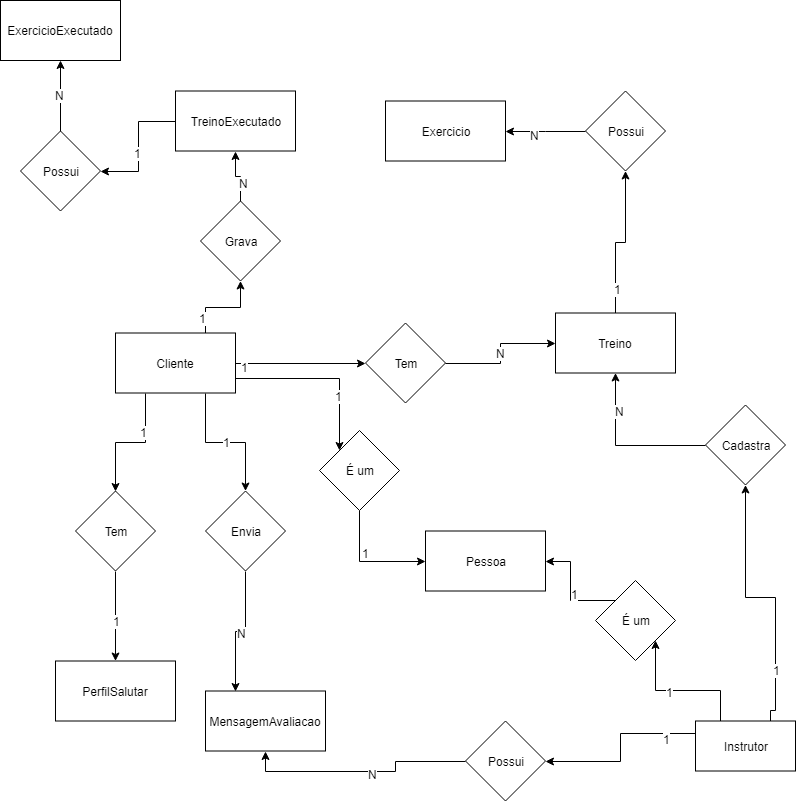 ExercicioExecutado
N
TreinoExecutado
Exercicio
N
Possui
1
Possui
N
Grava
1
1
Cliente
1
Tem
N
Treino
1
N
1
1
É um
Cadastra
Tem
Envia
1
Pessoa
1
É um
1
N
1
1
PerfilSalutar
MensagemAvaliacao
1
Instrutor
1
Possui
N